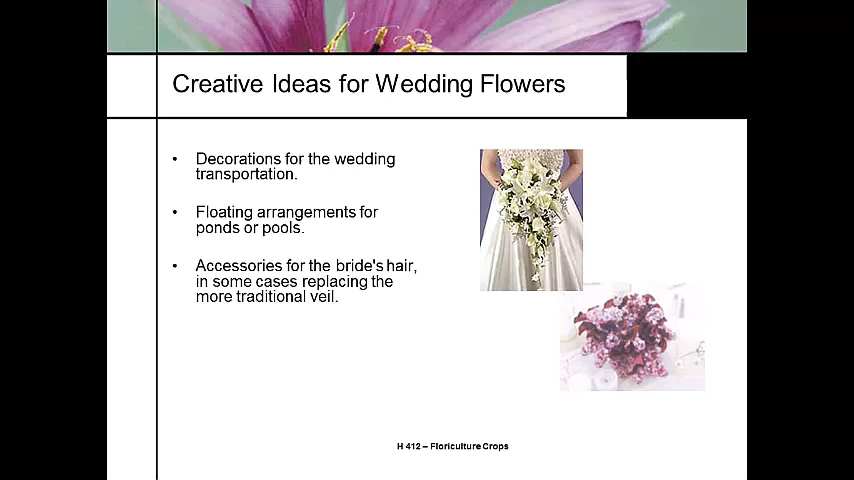 Creative Ideas for Wedding Flowers
• Decorations for the wedding
transportation.
• Floating arrangements for
ponds or pools.
• Accessories for the bride's hair,
in some cases replacing the
more traditional veil.
H 412 – Floriculture Crops